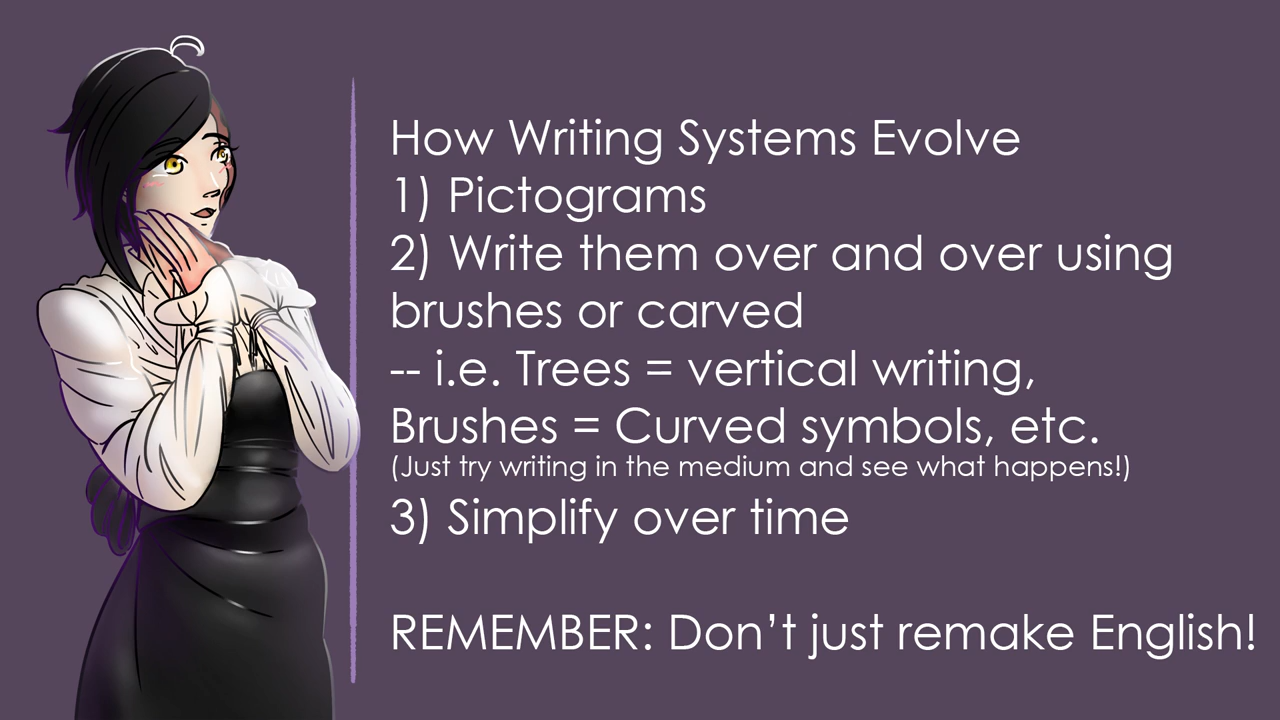 How Writing Systems Evolve
1) Pictograms
2) Write them over and over using
brushes or carved
-- i.e. Trees = vertical writing,
Brushes = Curved symbols, etc.
(Just try writing in the medium and see what happens!)
3) Simplify over time
REMEMBER: Don’t just remake English!